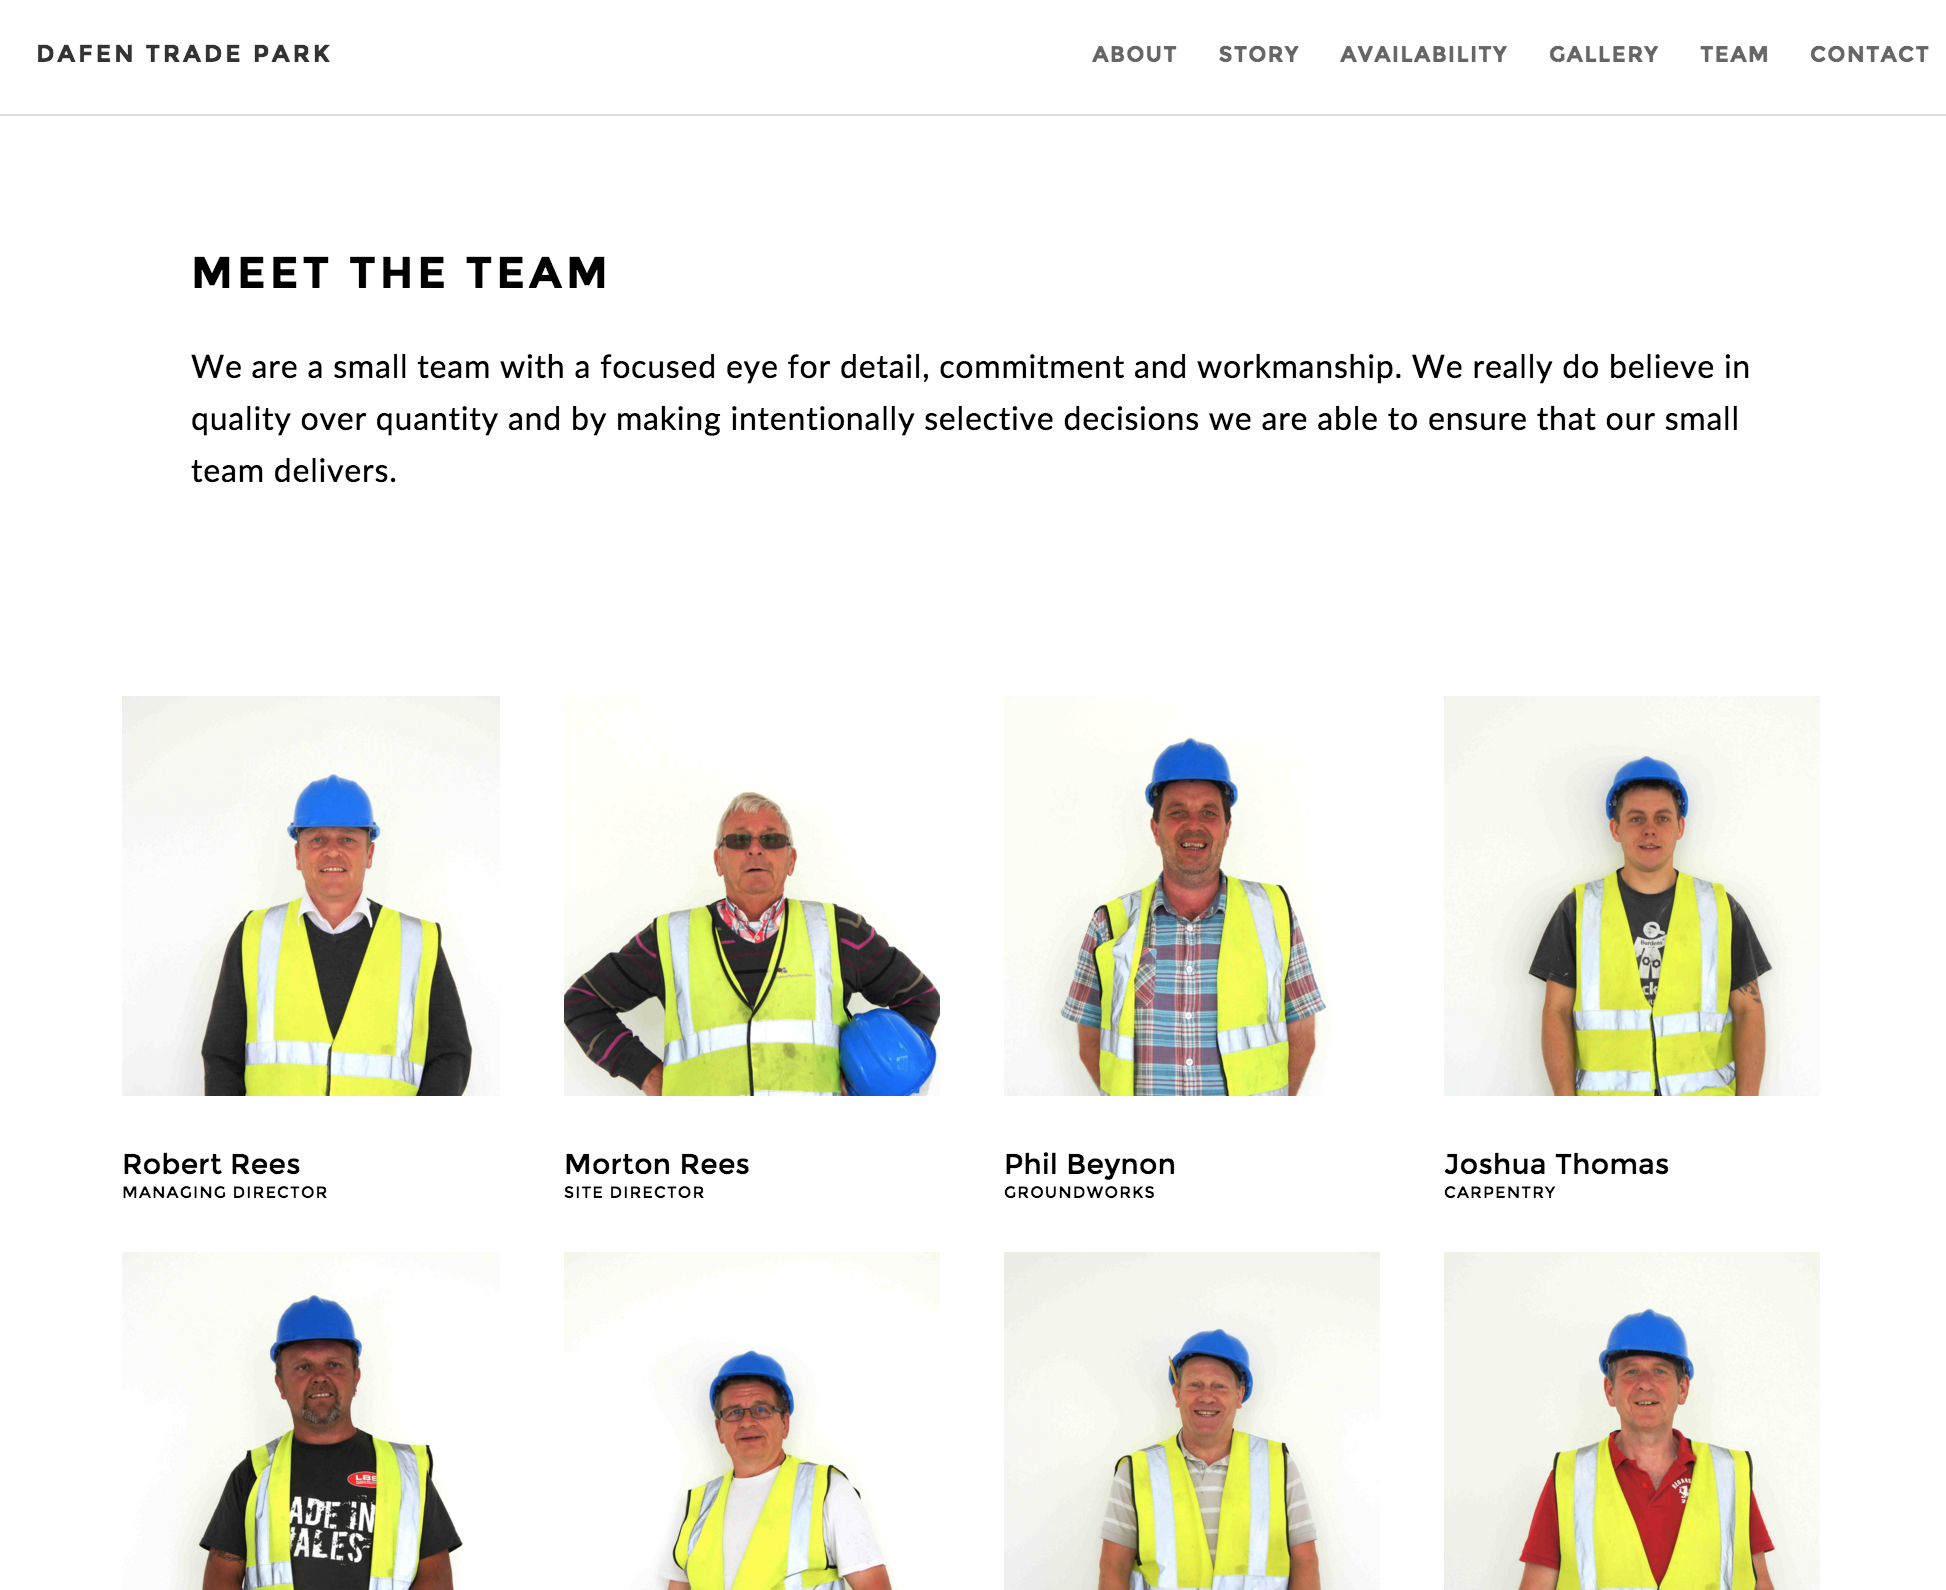 DAFEN TRADE PARK
ABOUT STORY AVAILABILITY GALLERY TEAM CONTACT
MEET THE TEAM
We are a small team with a focused eye for detail, commitment and workmanship. We really do believe in
quality over quantity and by making intentionally selective decisions we are able to ensure that our small
team delivers.
Burdens
ck
Robert Rees
MANAGING DIRECTOR
Morton Rees
SITE DIRECTOR
Phil Beynon
GROUNDWORKS
Joshua Thomas
CARPENTRY
LBS
ADE IN
ALES